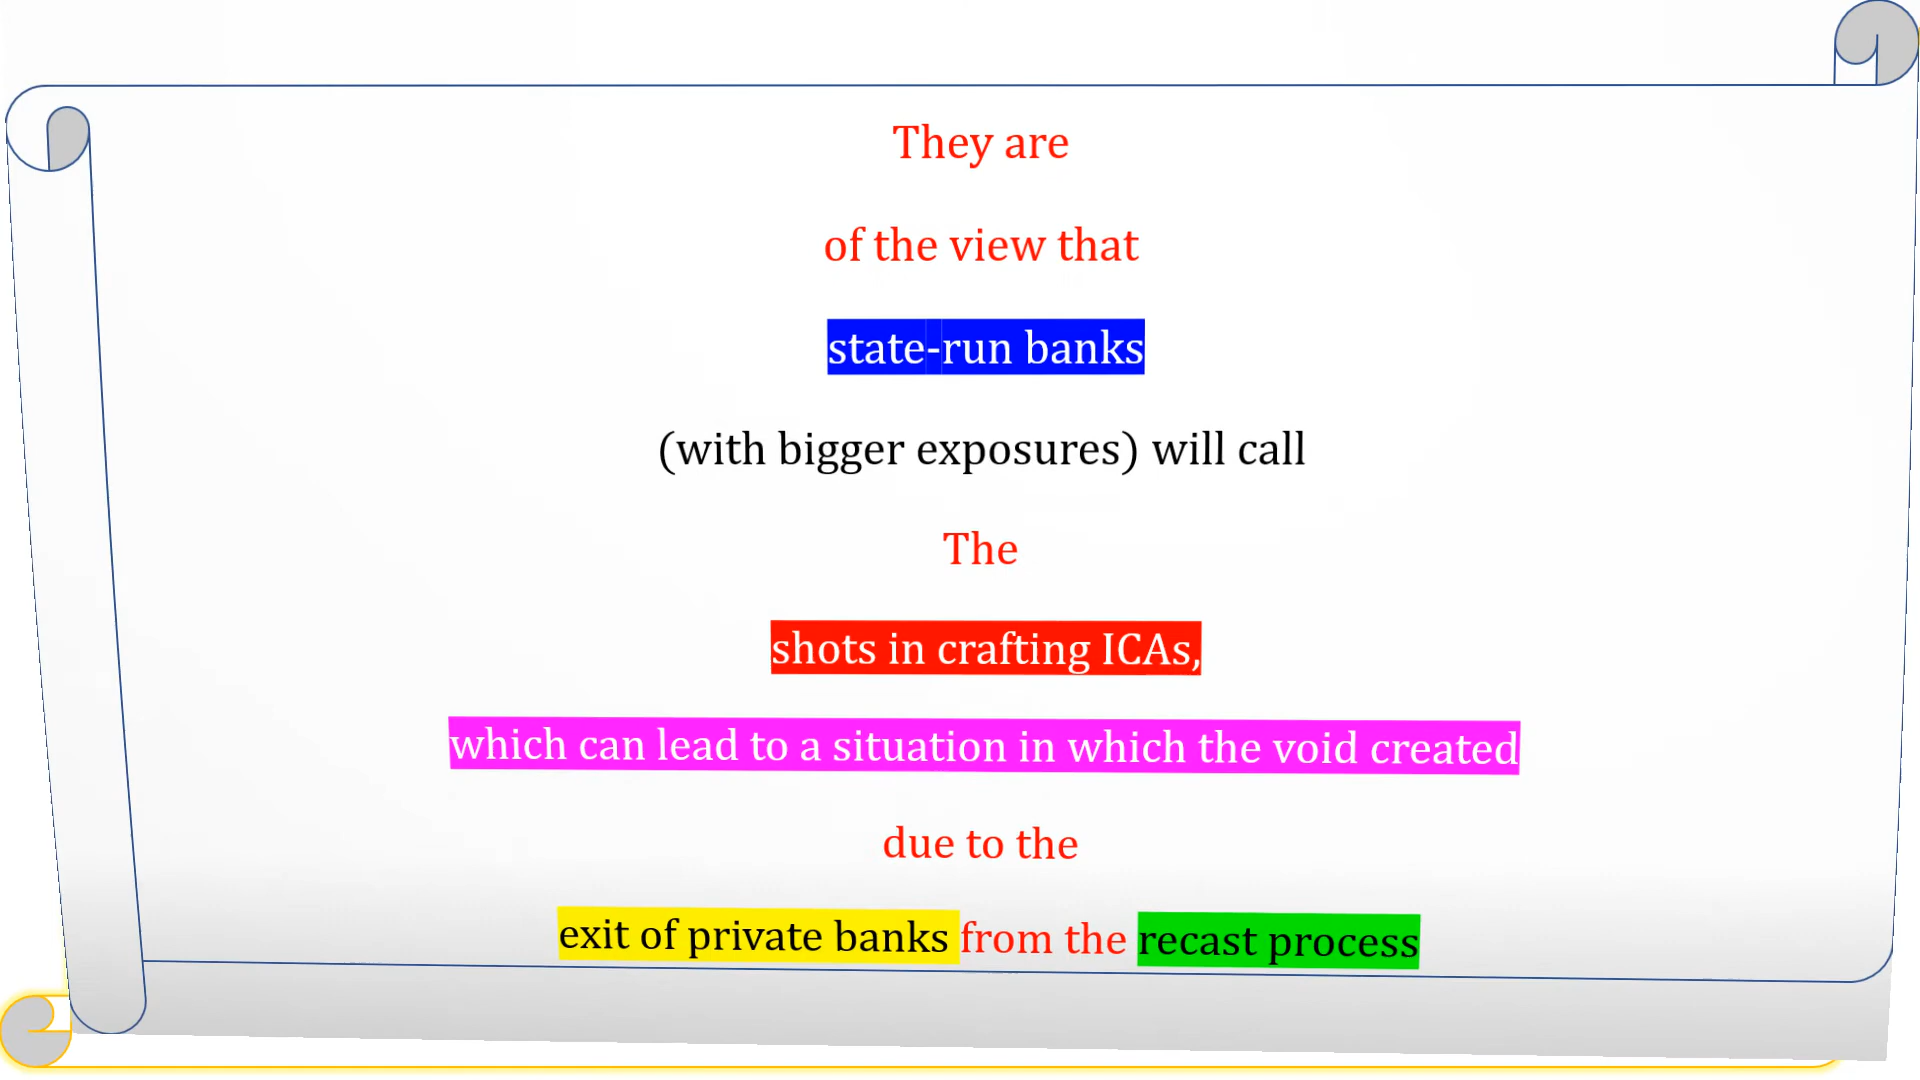 They are
of the view that
state-run banks
(with bigger exposures) will call
The
shots in crafting ICAs,
which can lead to a situation in which the void created
due to the
exit of private banks from the recast process